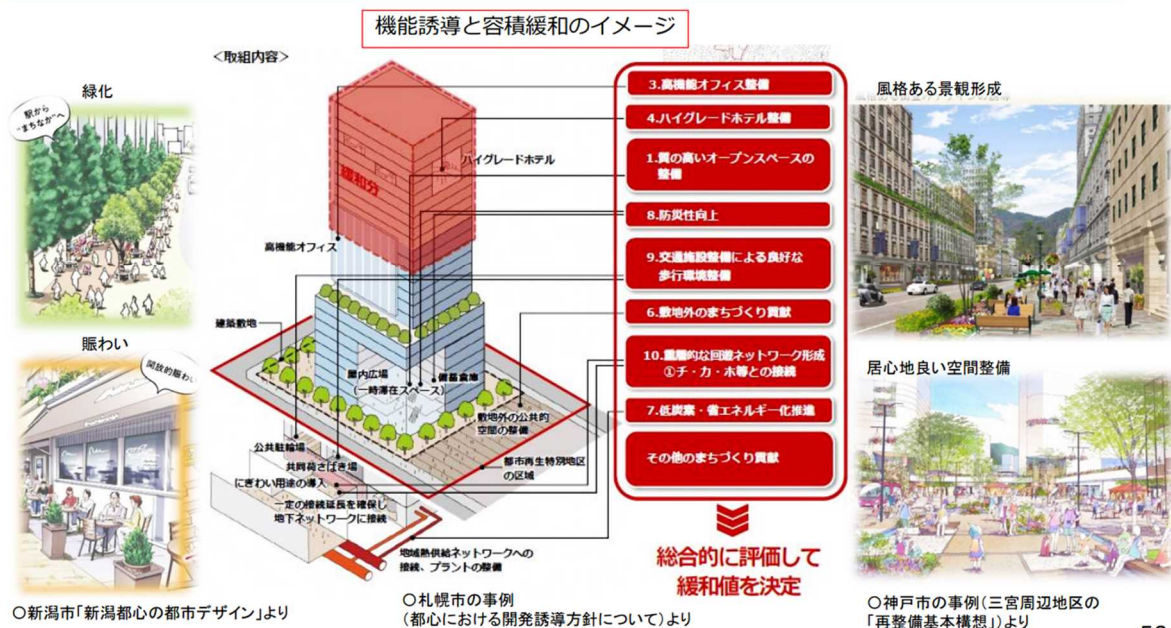 機能誘導と容積緩和のイメージ
<取組内容>
緑化
駅から
"まちなか"へ
賑わい
開放的賑わい
○新潟市「新潟都心の都市デザイン」より
緩和分
ハイグレードホテル
高機能オフィス
建築敷地
屋内広場
(一時滞在スペース)
備蓄倉庫
敷地外の公共的
空間の整備
公共駐輪場
共同荷さばき場
にぎわい用途の導入
一定の接続延長を確保し
地下ネットワークに接続
都市再生特別地区
の区域
地域熱供給ネットワークへの
接続、プラントの整備
○札幌市の事例
(都心における開発誘導方針について)より
3.高機能オフィス整備
4.ハイグレードホテル整備
1.質の高いオープンスペースの
整備
8.防災性向上
9.交通施設整備による良好な
歩行環境整備
6.敷地外のまちづくり貢献
10.重層的な回遊ネットワーク形成
①チ・カ・ホ等との接続
7.低炭素・省エネルギー化推進
その他のまちづくり貢献
総合的に評価して
緩和値を決定
風格ある景観形成
居心地良い空間整備
○神戸市の事例(三宮周辺地区の
「再整備基本構想」)より